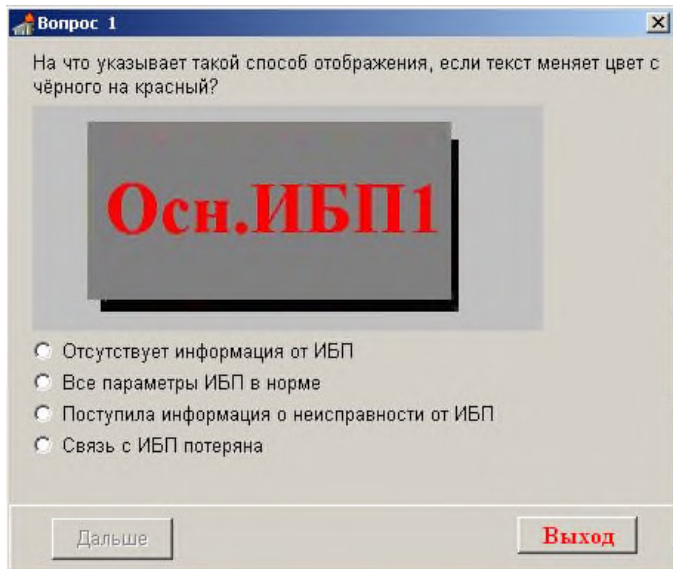 Вопрос 1
На что указывает такой способ отображения, если текст меняет цвет с
чёрного на красный?
Осн.ИБП1
Отсутствует информация от ИБП
Все параметры ИБП в норме
Поступила информация о неисправности от ИБП
Связь с ИБП потеряна
Дальше
Выход